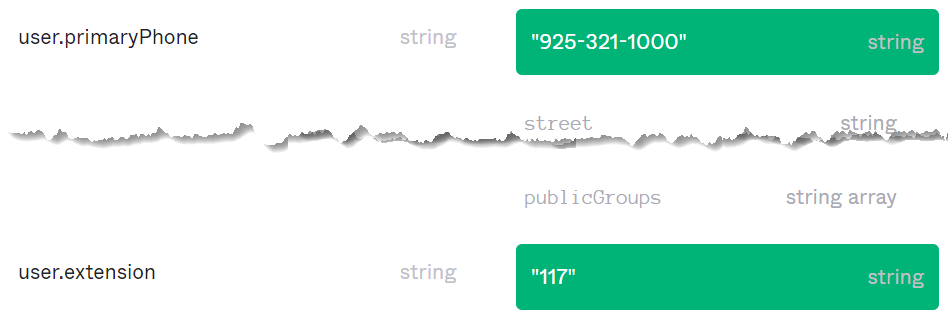 user.primaryPhone string "925-321-1000" string
street string
publicGroups string array
user.extension string "117" string